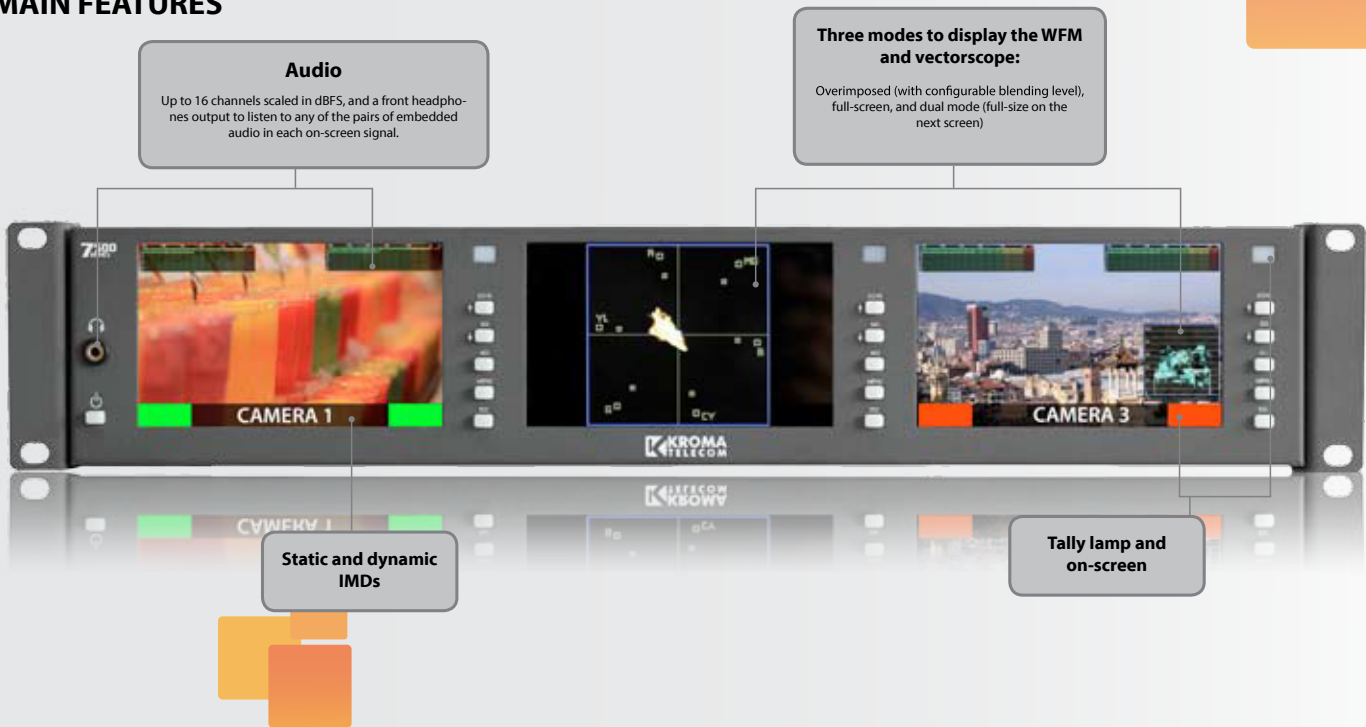 MAIN FEATURES
Audio
Up to 16 channels scaled in dBFS, and a front headpho-
nes output to listen to any of the pairs of embedded
audio in each on-screen signal.
Three modes to display the WFM
and vectorscope:
Overimposed (with configurable blending level),
full-screen, and dual mode (full-size on the
next screen)
CAMERA 1
YL
R
MG
B
G
CY
CAMERA 3
KROMA
TELECOM
Static and dynamic
IMDs
Tally lamp and
on-screen